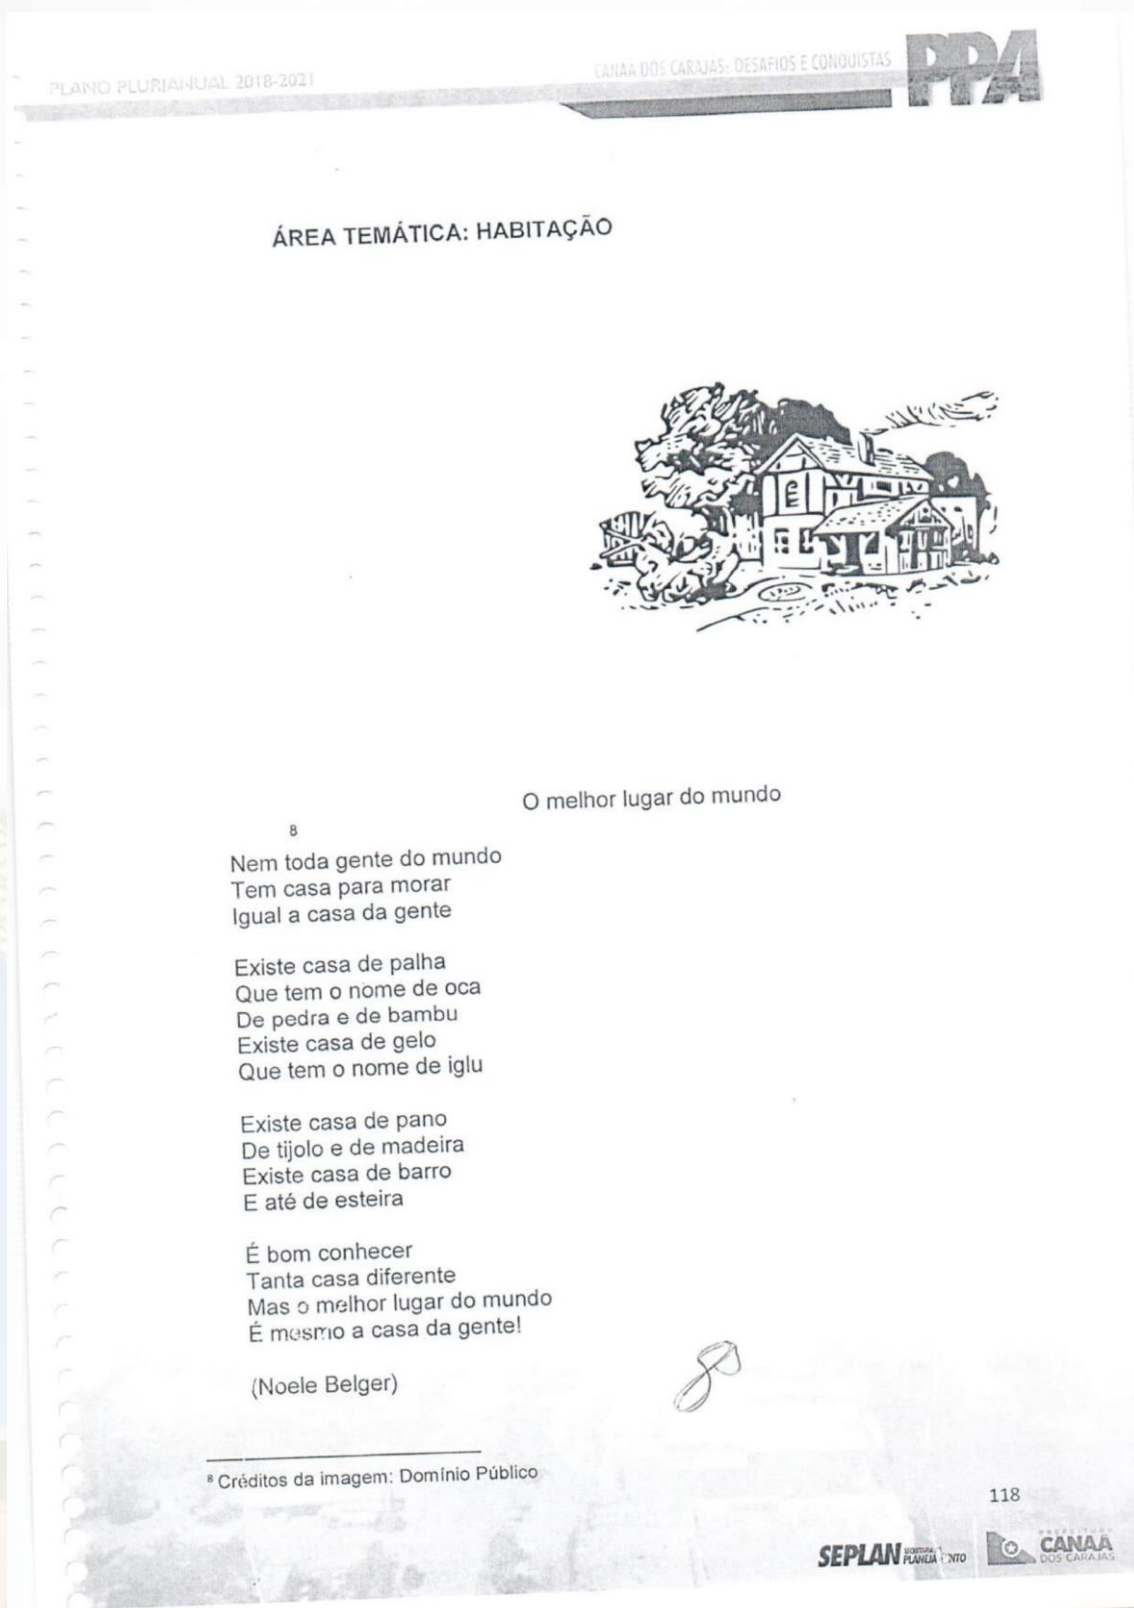 PLANO PLURIANUAL 2018-2021
CANAÃ DOS CARAJÁS: DESAFIOS E CONQUISTAS
PPA
ÁREA TEMÁTICA: HABITAÇÃO
O melhor lugar do mundo
8
Nem toda gente do mundo
Tem casa para morar
Igual a casa da gente
Existe casa de palha
Que tem o nome de oca
De pedra e de bambu
Existe casa de gelo
Que tem o nome de iglu
Existe casa de pano
De tijolo e de madeira
Existe casa de barro
E até de esteira
É bom conhecer
Tanta casa diferente
Mas o melhor lugar do mundo
É mesmo a casa da gente!
(Noele Belger)
⁸ Créditos da imagem: Domínio Público
118
SEPLAN
PREFEITURA
CANAÃ
DOS CARAJÁS